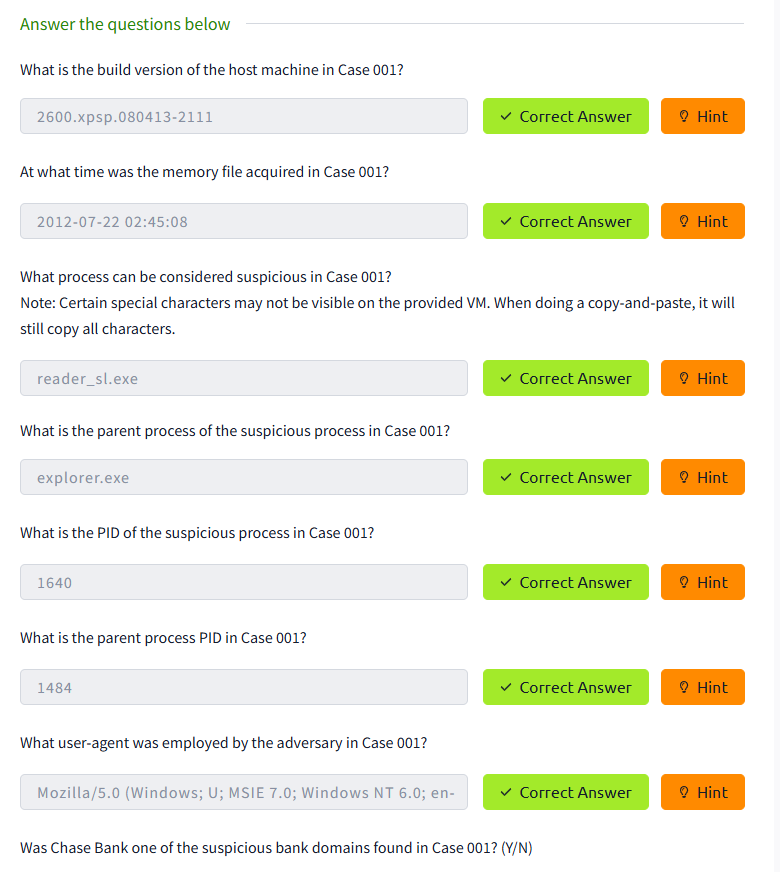 Answer the questions below
What is the build version of the host machine in Case 001?
2600.xpsp.080413-2111
Correct Answer
Hint
At what time was the memory file acquired in Case 001?
2012-07-22 02:45:08
Correct Answer
Hint
What process can be considered suspicious in Case 001?
Note: Certain special characters may not be visible on the provided VM. When doing a copy-and-paste, it will
still copy all characters.
reader_sl.exe
Correct Answer
Hint
What is the parent process of the suspicious process in Case 001?
explorer.exe
Correct Answer
Hint
What is the PID of the suspicious process in Case 001?
1640
Correct Answer
Hint
What is the parent process PID in Case 001?
1484
Correct Answer
Hint
What user-agent was employed by the adversary in Case 001?
Mozilla/5.0 (Windows; U; MSIE 7.0; Windows NT 6.0; en-
Correct Answer
Hint
Was Chase Bank one of the suspicious bank domains found in Case 001? (Y/N)